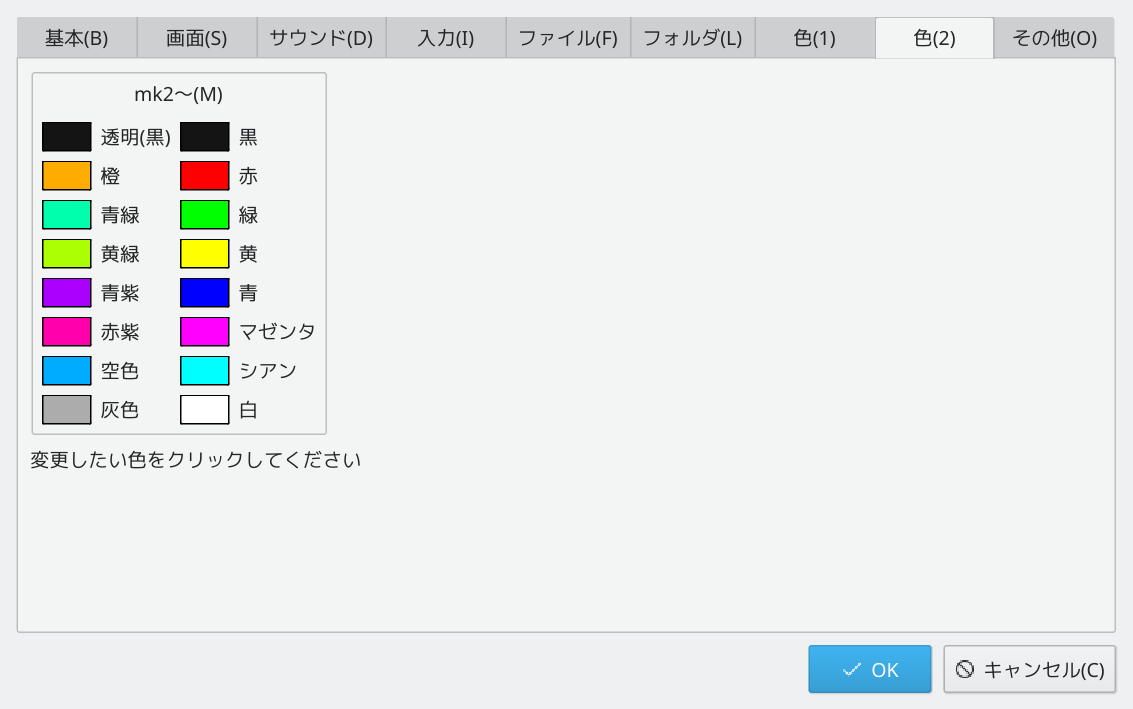 基本(B) 画面(S) サウンド(D) 入力(I) ファイル(F) フォルダ(L) 色(1) 色(2) その他(O)
mk2〜(M)
透明(黒) 黒
橙 赤
青緑 緑
黄緑 黄
青紫 青
赤紫 マゼンタ
空色 シアン
灰色 白
変更したい色をクリックしてください
OK キャンセル(C)